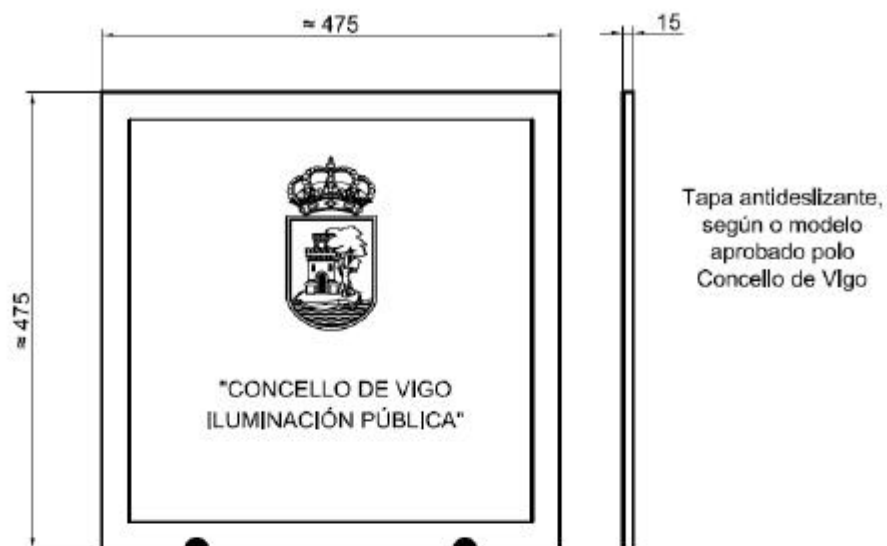 ≈ 475
15
≈ 475
Tapa antideslizante,
según o modelo
aprobado polo
Concello de Vigo
"CONCELLO DE VIGO
ILUMINACIÓN PÚBLICA"